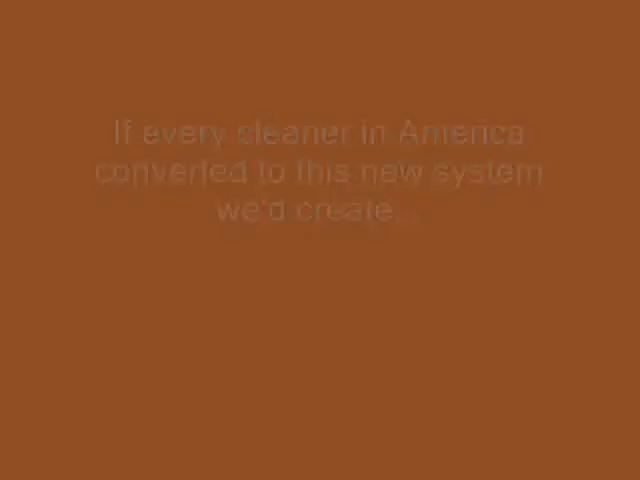 If every cleaner in America
converted to this new system
we'd create...